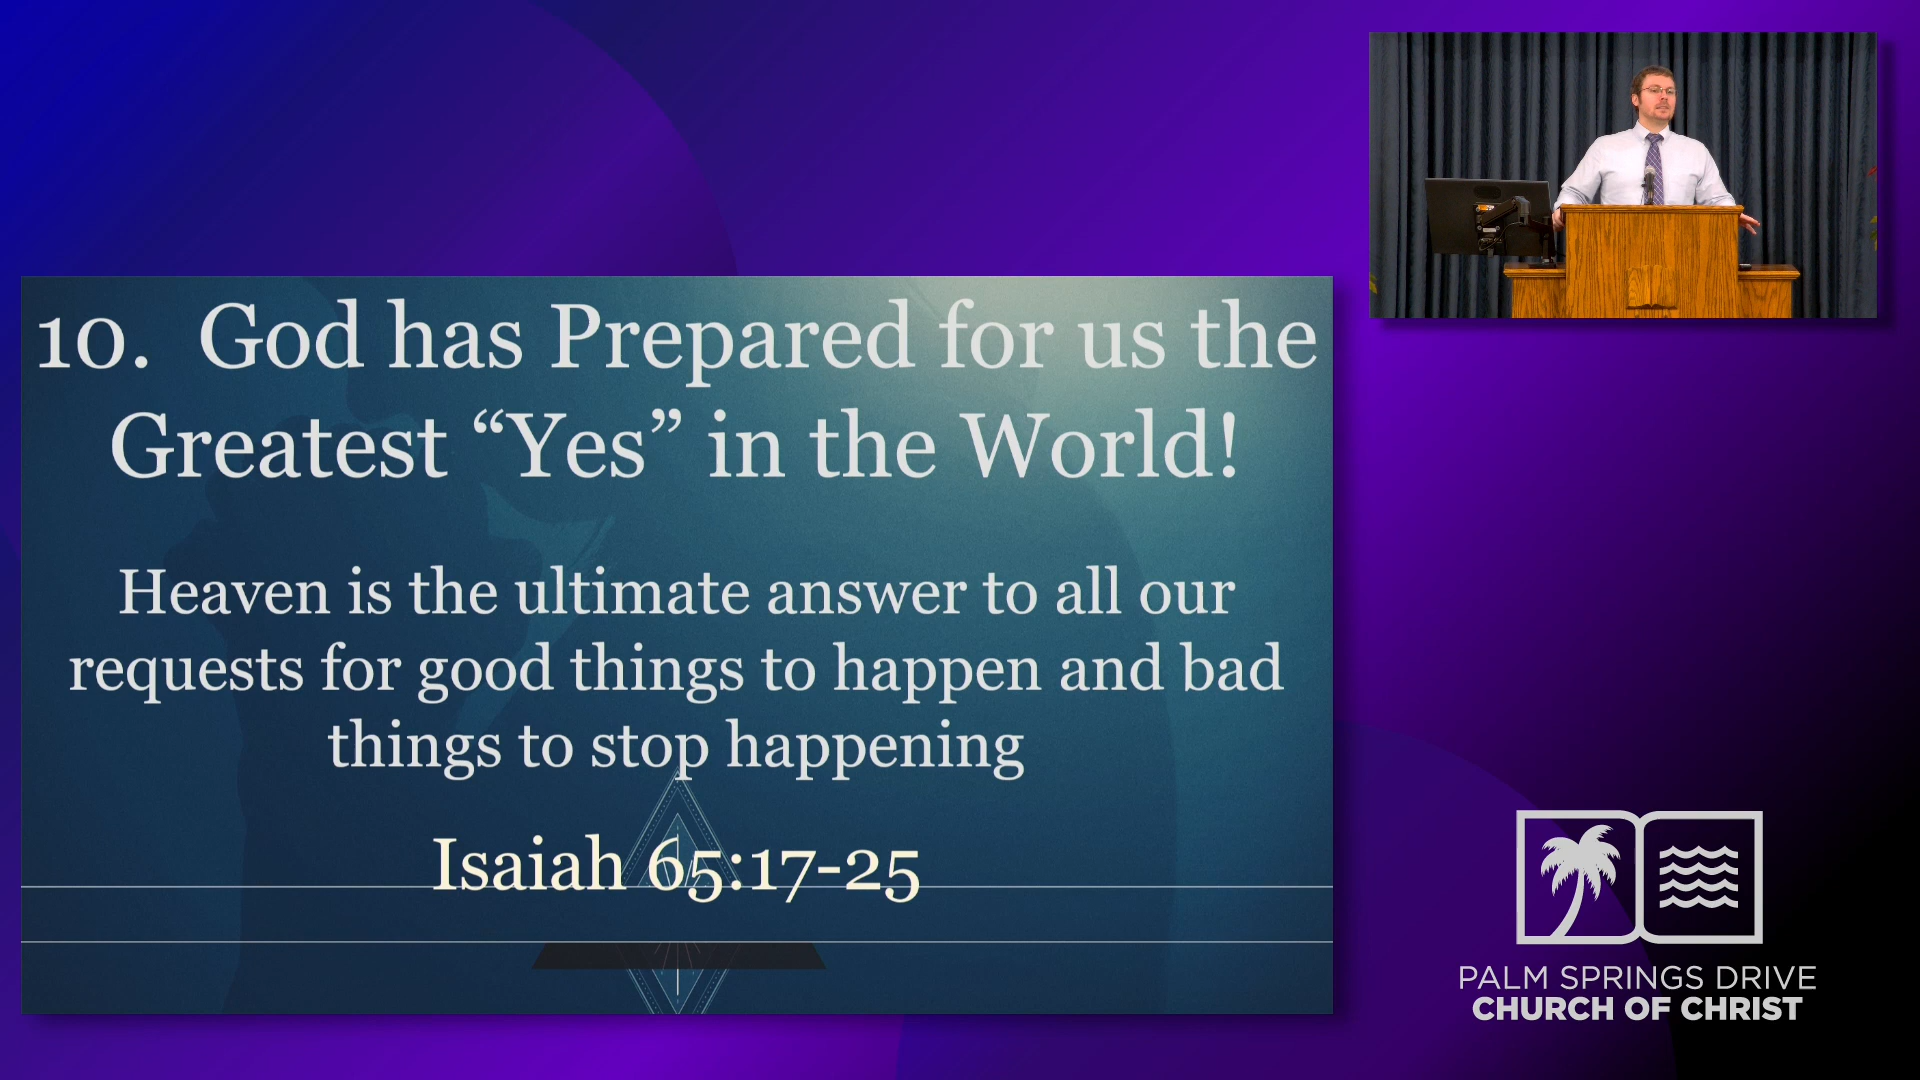 10.  God has Prepared for us the
Greatest “Yes” in the World!
Heaven is the ultimate answer to all our
requests for good things to happen and bad
things to stop happening
Isaiah 65:17-25
PALM SPRINGS DRIVE
CHURCH OF CHRIST